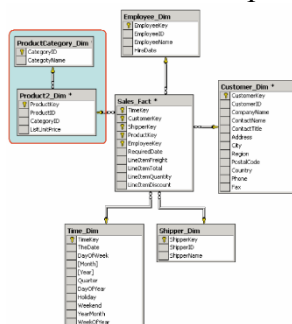 Employee_Dim
EmployeeKey
EmployeeID
EmployeeName
HireDate
ProductCategory_Dim
CategoryID
CategoryName
Product2_Dim *
ProductKey
ProductID
CategoryID
ListUnitPrice
Sales_Fact *
TimeKey
CustomerKey
ShipperKey
ProductKey
EmployeeKey
RequiredDate
LineItemFreight
LineItemTotal
LineItemQuantity
LineItemDiscount
Customer_Dim *
CustomerKey
CustomerID
CompanyName
ContactName
ContactTitle
Address
City
Region
PostalCode
Country
Phone
Fax
Time_Dim
TimeKey
TheDate
DayOfWeek
[Month]
[Year]
Quarter
DayOfYear
Holiday
Weekend
YearMonth
WeekOfYear
Shipper_Dim
ShipperKey
ShipperID
ShipperName